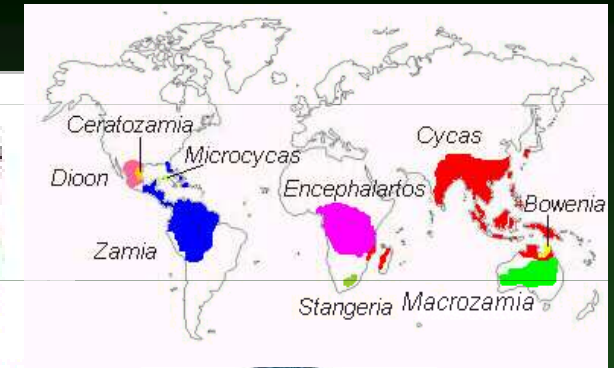 Ceratozamia
Microcycas
Cycas
Dioon
Encephalartos
Bowenia
Zamia
Stangeria Macrozamia